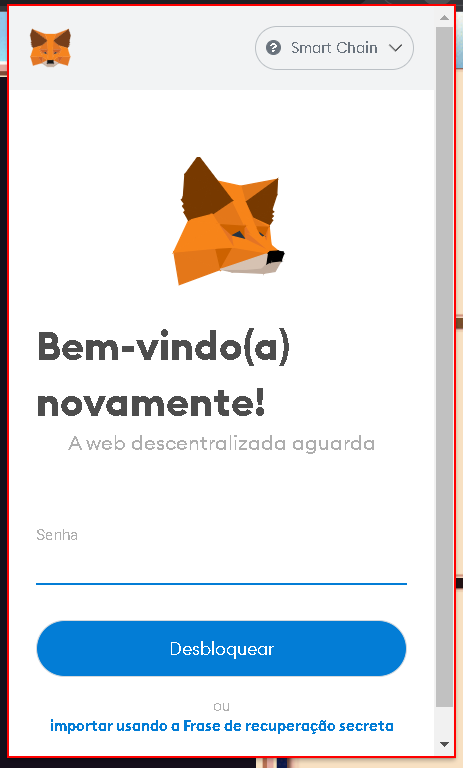 Smart Chain
Bem-vindo(a)
novamente!
A web descentralizada aguarda
Senha
Desbloquear
ou
importar usando a Frase de recuperação secreta